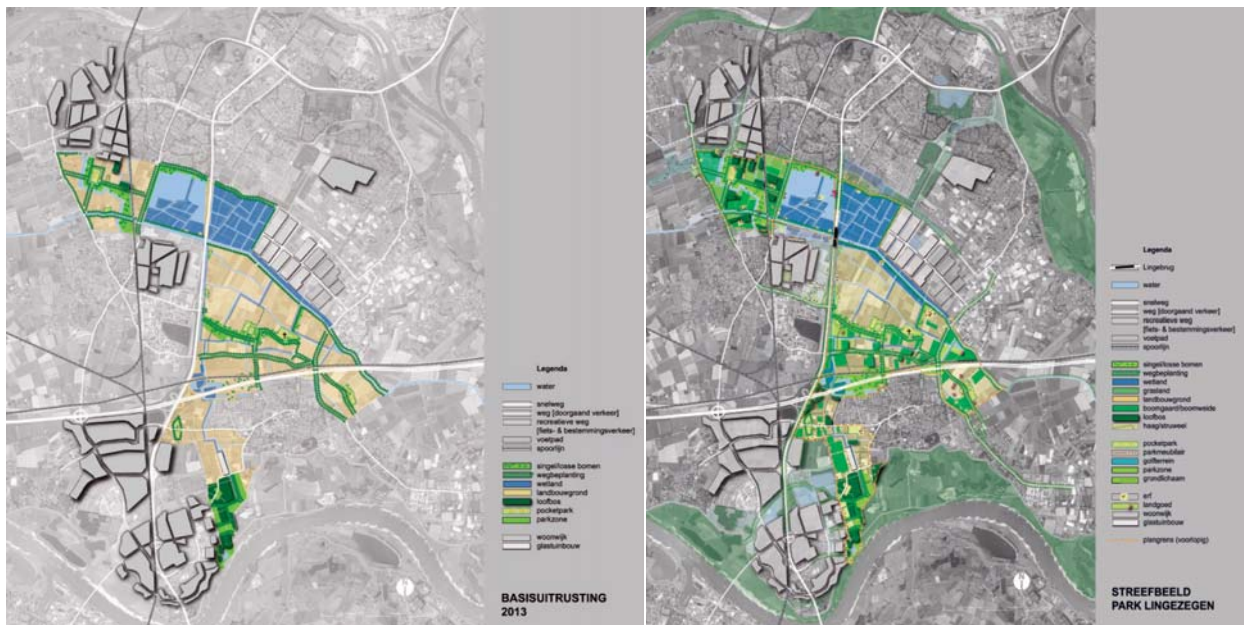 Legenda
water
snelweg
weg [doorgaand verkeer]
recreatieve weg
[fiets- & bestemmingsverkeer]
voetpad
spoorlijn
singel/losse bomen
wegbeplanting
wetland
landbouwgrond
loofbos
pocketpark
parkzone
woonwijk
glastuinbouw
BASISUITRUSTING
2013
Legenda
Lingebrug
water
snelweg
weg [doorgaand verkeer]
recreatieve weg
[fiets- & bestemmingsverkeer]
voetpad
spoorlijn
singel/losse bomen
wegbeplanting
wetland
grasland
landbouwgrond
boomgaard/boomweide
loofbos
haag/struweel
pocketpark
parkmeubilair
golfterrein
parkzone
grondlichaam
erf
landgoed
woonwijk
glastuinbouw
plangrens (voorlopig)
STREEFBEELD
PARK LINGEZEGEN